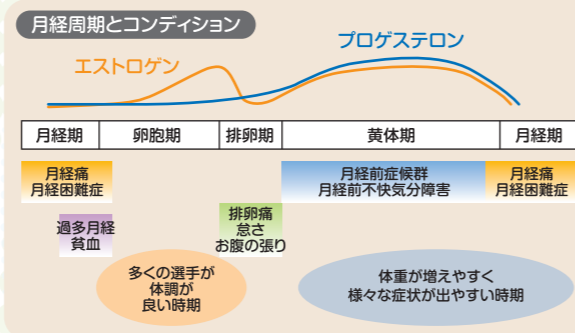 月経周期とコンディション
プロゲステロン
エストロゲン
月経期
卵胞期
排卵期
黄体期
月経期
月経痛
月経困難症
月経前症候群
月経前不快気分障害
月経痛
月経困難症
過多月経
貧血
排卵痛
怠さ
お腹の張り
多くの選手が
体調が
良い時期
体重が増えやすく
様々な症状が出やすい時期